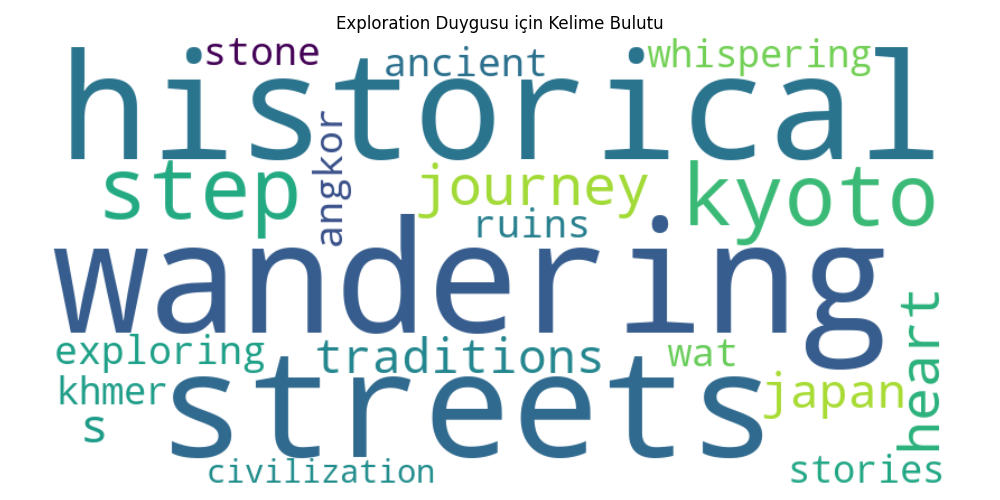 Exploration Duygusu için Kelime Bulutu
stone
ancient
whispering
historical
angkor
step
journey
kyoto
ruins
wandering
exploring
traditions
wat
heart
khmer
streets
japan
s
civilization
stories